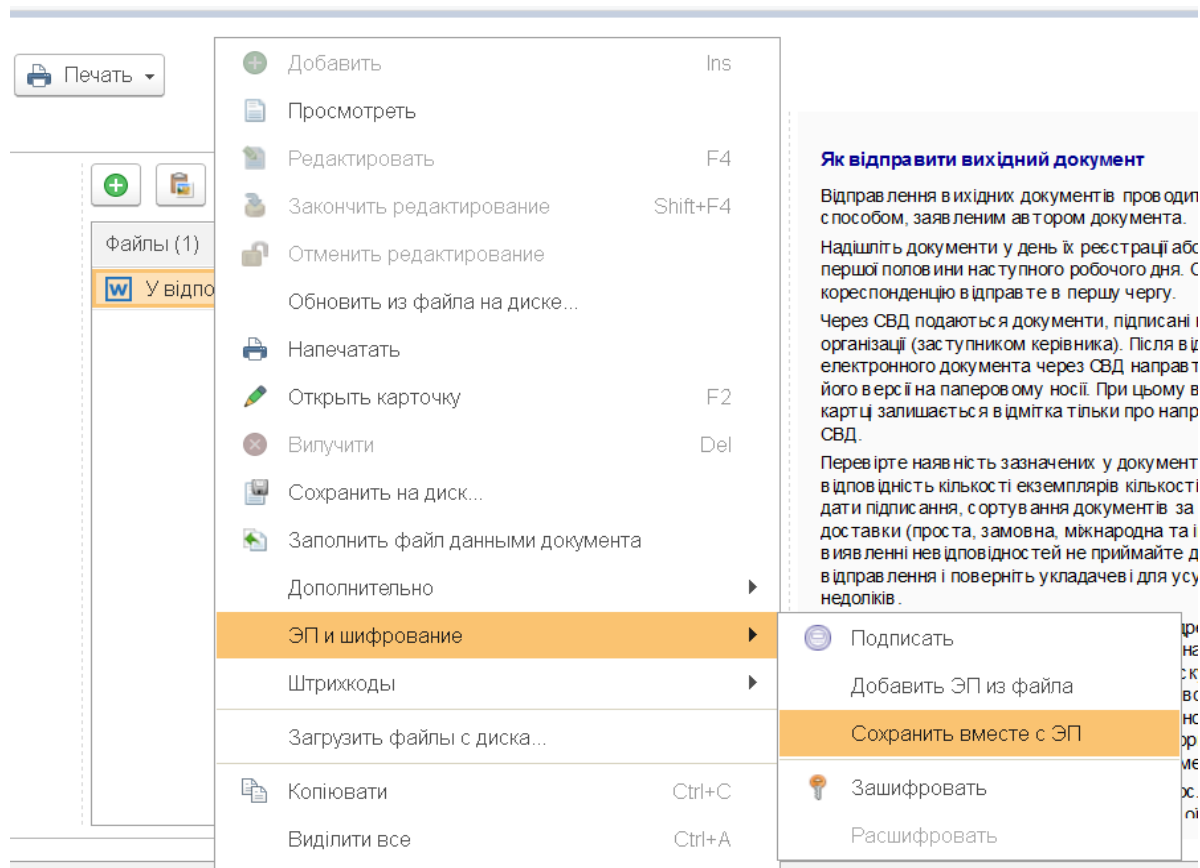 Печать
Файлы (1)
У відпо
Добавить Ins
Просмотреть
Редактировать F4
Закончить редактирование Shift+F4
Отменить редактирование
Обновить из файла на диске...
Напечатать
Открыть карточку F2
Вилучити Del
Сохранить на диск...
Заполнить файл данными документа
Дополнительно
ЭП и шифрование
Штрихкоды
Загрузить файлы с диска...
Копіювати Ctrl+C
Виділити все Ctrl+A
Подписать
Добавить ЭП из файла
Сохранить вместе с ЭП
Зашифровать
Расшифровать
Як відправити вихідний документ
Відправлення вихідних документів проводит
способом, заявленим автором документа.
Надішліть документи у день їх реєстрації або
першої половини наступного робочого дня. С
кореспонденцію відправте в першу чергу.
Через СВД подаються документи, підписані
організації (заступником керівника). Після від
електронного документа через СВД направт
його версії на паперовому носії. При цьому в
картці залишається відмітка тільки про напр
СВД.
Перевірте наявність зазначених у документ
відповідність кількості екземплярів кількості
дати підписання, сортування документів за
доставки (проста, замовна, міжнародна та і
виявленні невідповідностей не приймайте д
відправлення і поверніть укладачеві для усу
недоліків.